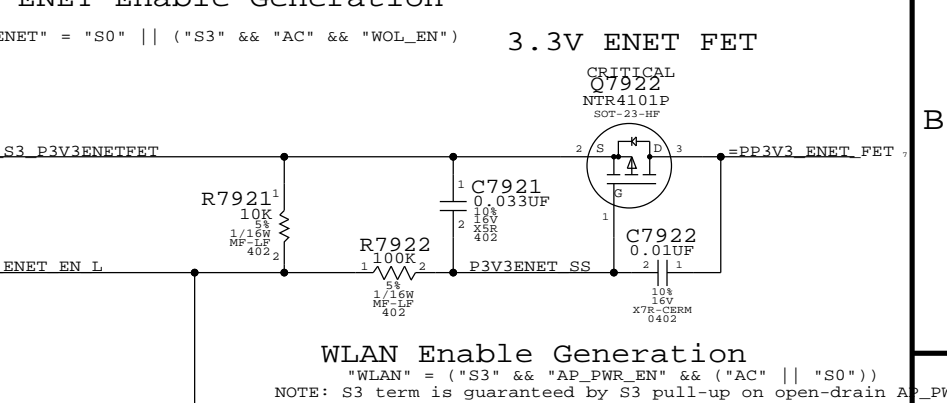 ENET Enable Generation
ENET" = "S0" || ("S3" && "AC" && "WOL_EN")
3.3V ENET FET
CRITICAL
Q7922
NTR4101P
SOT-23-HF
_S3_P3V3ENETFET
2
S
D
3
=PP3V3_ENET_FET
7
B
G
1
R7921
1
10K
5%
1/16W
MF-LF
402
2
1
C7921
0.033UF
10%
16V
X5R
402
2
C7922
0.01UF
2
1
10%
16V
X7R-CERM
0402
R7922
100K
1
2
5%
1/16W
MF-LF
402
ENET_EN_L
P3V3ENET_SS
WLAN Enable Generation
"WLAN" = ("S3" && "AP_PWR_EN" && ("AC" || "S0"))
NOTE: S3 term is guaranteed by S3 pull-up on open-drain AP_PW